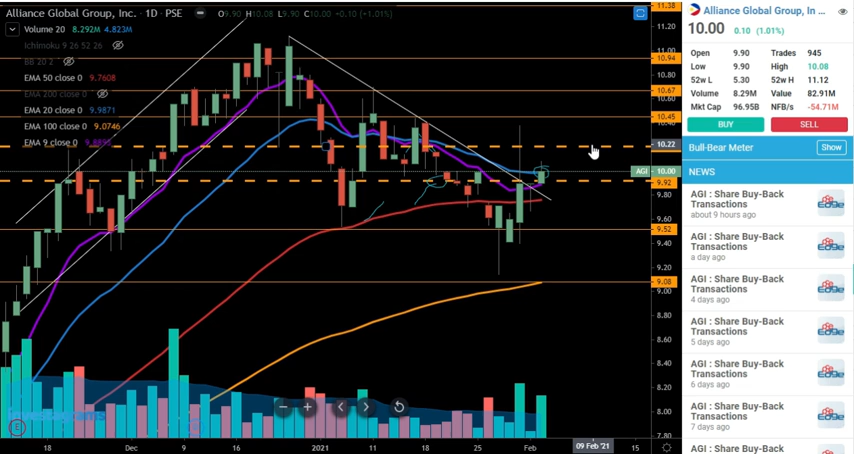 Alliance Global Group, Inc. · 1D · PSE O9.90 H10.08 L9.90 C10.00 +0.10 (+1.01%)
Volume 20 8.292M 4.823M
Ichimoku 9 26 52 26
BB 20 2
EMA 50 close 0 9.7608
EMA 200 close 0
EMA 20 close 0 9.9871
EMA 100 close 0 9.0746
EMA 9 close 0
11.38
11.20
10.94
10.67
10.60
10.45
10.22
AGI 10.00
9.92
9.80
9.60
9.52
9.40
9.20
9.08
9.00
8.80
8.60
8.40
8.20
8.00
7.80
E
18 Dec 9 16 2021 11 18 25 Feb 09 Feb '21 15
Alliance Global Group, In ...
10.00 0.10 (1.01%)
Open 9.90 Trades 945
Low 9.90 High 10.08
52w L 5.30 52w H 11.12
Volume 8.29M Value 82.91M
Mkt Cap 96.95B NFB/s -54.71M
BUY SELL
Bull-Bear Meter Show
NEWS
AGI : Share Buy-Back
Transactions
about 9 hours ago
EDGE
AGI : Share Buy-Back
Transactions
a day ago
EDGE
AGI : Share Buy-Back
Transactions
4 days ago
EDGE
AGI : Share Buy-Back
Transactions
5 days ago
EDGE
AGI : Share Buy-Back
Transactions
6 days ago
EDGE
AGI : Share Buy-Back
Transactions
7 days ago
EDGE
AGI : Share Buy-Back